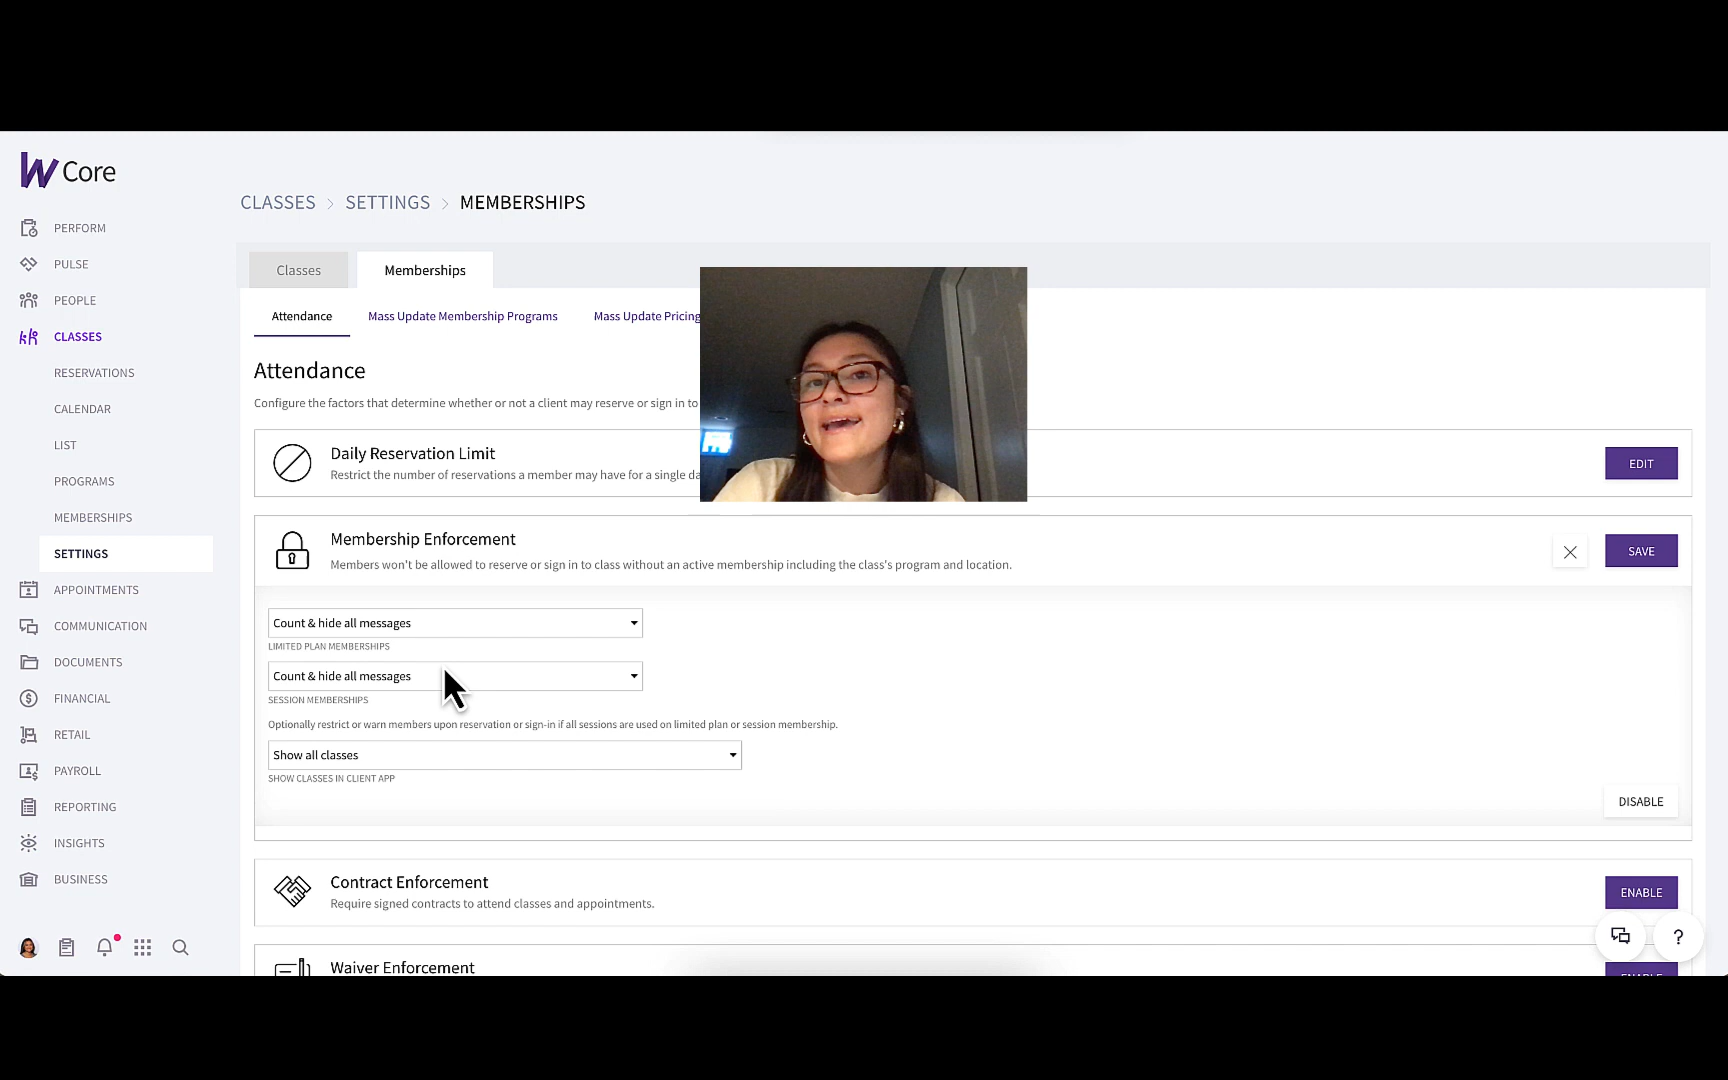 W Core
PERFORM
PULSE
PEOPLE
CLASSES
RESERVATIONS
CALENDAR
LIST
PROGRAMS
MEMBERSHIPS
SETTINGS
APPOINTMENTS
COMMUNICATION
DOCUMENTS
FINANCIAL
RETAIL
PAYROLL
REPORTING
INSIGHTS
BUSINESS
CLASSES > SETTINGS > MEMBERSHIPS
Classes Memberships
Attendance Mass Update Membership Programs Mass Update Pricing
Attendance
Configure the factors that determine whether or not a client may reserve or sign in to
Daily Reservation Limit
Restrict the number of reservations a member may have for a single da
EDIT
Membership Enforcement
Members won't be allowed to reserve or sign in to class without an active membership including the class's program and location.
SAVE
Count & hide all messages
LIMITED PLAN MEMBERSHIPS
Count & hide all messages
SESSION MEMBERSHIPS
Optionally restrict or warn members upon reservation or sign-in if all sessions are used on limited plan or session membership.
Show all classes
SHOW CLASSES IN CLIENT APP
DISABLE
Contract Enforcement
Require signed contracts to attend classes and appointments.
ENABLE
Waiver Enforcement
ENABLE
?